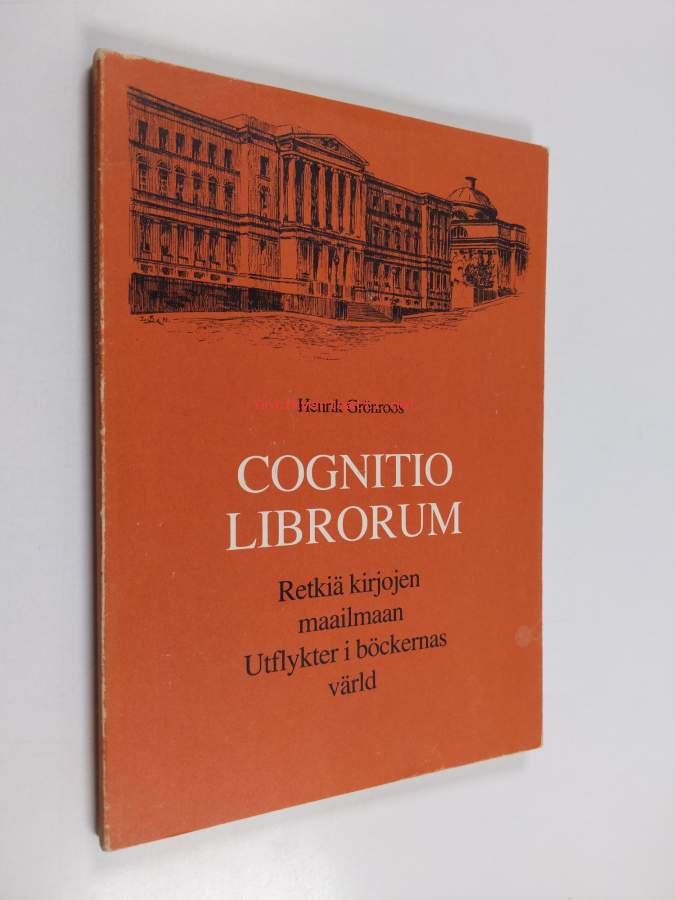 Henrik Grönroos
COGNITIO
LIBRORUM
Retkiä kirjojen
maailmaan
Utflykter i böckernas
värld